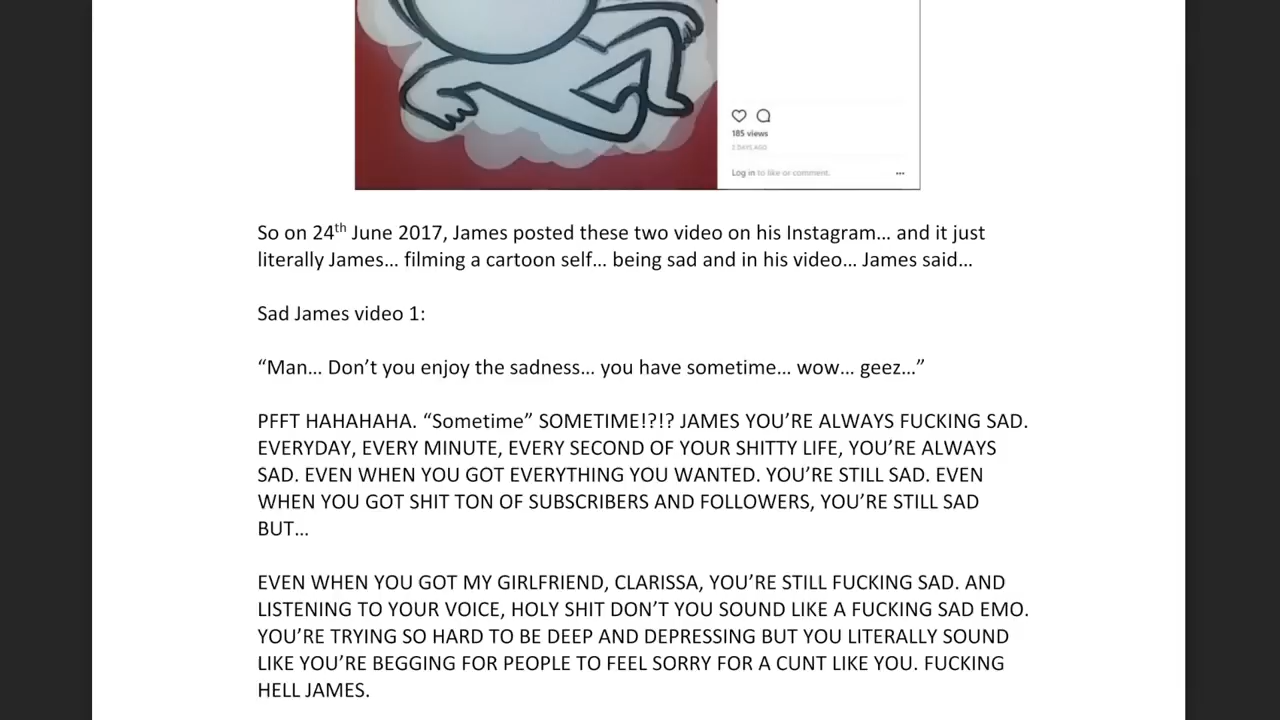 185 views
2 DAYS AGO
Log in to like or comment.
So on 24th June 2017, James posted these two video on his Instagram… and it just
literally James… filming a cartoon self… being sad and in his video… James said…
Sad James video 1:
“Man… Don’t you enjoy the sadness… you have sometime… wow… geez…”
PFFT HAHAHAHA. “Sometime” SOMETIME!?!? JAMES YOU’RE ALWAYS FUCKING SAD.
EVERYDAY, EVERY MINUTE, EVERY SECOND OF YOUR SHITTY LIFE, YOU’RE ALWAYS
SAD. EVEN WHEN YOU GOT EVERYTHING YOU WANTED. YOU’RE STILL SAD. EVEN
WHEN YOU GOT SHIT TON OF SUBSCRIBERS AND FOLLOWERS, YOU’RE STILL SAD
BUT…
EVEN WHEN YOU GOT MY GIRLFRIEND, CLARISSA, YOU’RE STILL FUCKING SAD. AND
LISTENING TO YOUR VOICE, HOLY SHIT DON’T YOU SOUND LIKE A FUCKING SAD EMO.
YOU’RE TRYING SO HARD TO BE DEEP AND DEPRESSING BUT YOU LITERALLY SOUND
LIKE YOU’RE BEGGING FOR PEOPLE TO FEEL SORRY FOR A CUNT LIKE YOU. FUCKING
HELL JAMES.